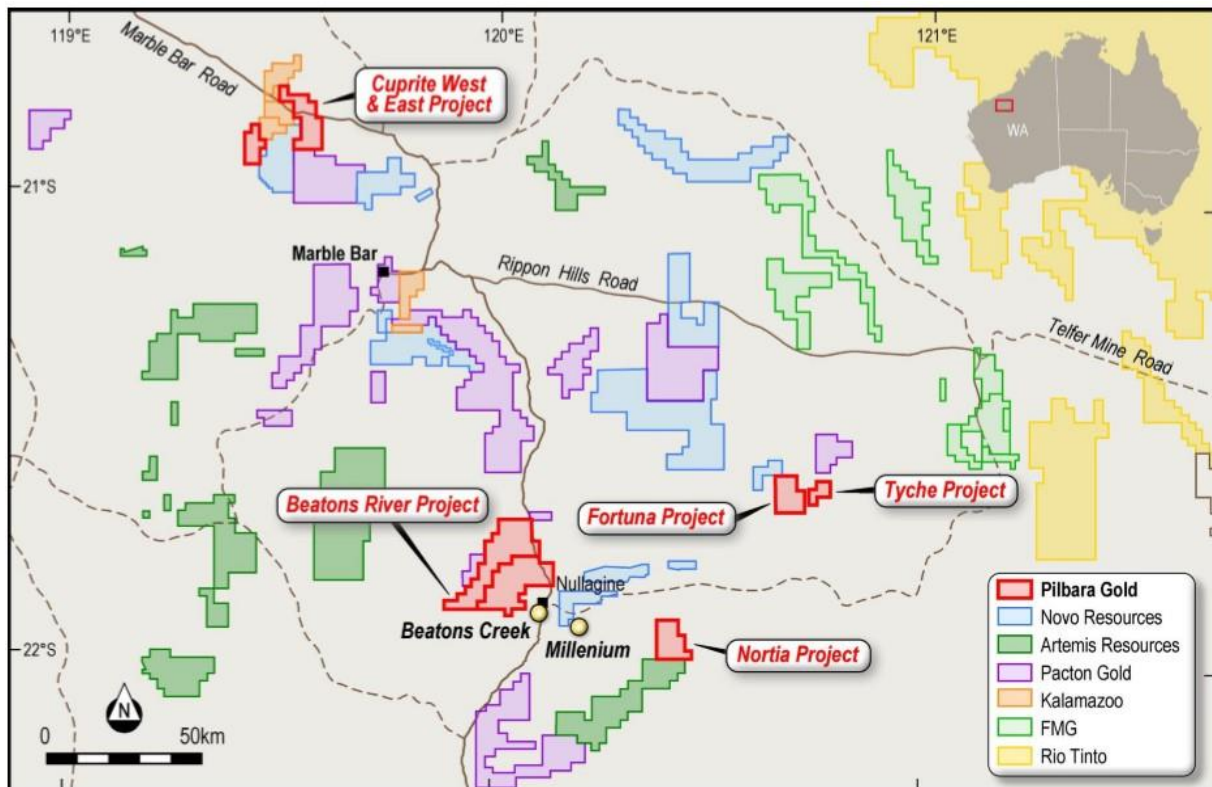 119°E
120°E
121°E
Marble Bar Road
Cuprite West
& East Project
WA
21°S
Marble Bar
Rippon Hills Road
Telfer Mine Road
Beatons River Project
Fortuna Project
Tyche Project
Nullagine
Beatons Creek
Millenium
22°S
Nortia Project
N
0
50km
Pilbara Gold
Novo Resources
Artemis Resources
Pacton Gold
Kalamazoo
FMG
Rio Tinto